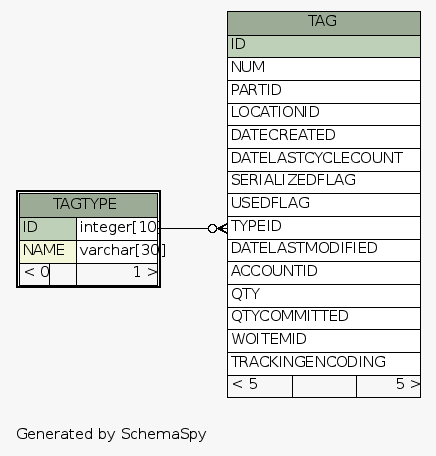 TAG
ID
NUM
PARTID
LOCATIONID
DATECREATED
DATELASTCYCLECOUNT
SERIALIZEDFLAG
USEDFLAG
TYPEID
DATELASTMODIFIED
ACCOUNTID
QTY
QTYCOMMITTED
WOITEMID
TRACKINGENCODING
< 5 5 >
TAGTYPE
ID integer[10]
NAME varchar[30]
< 0 1 >
Generated by SchemaSpy